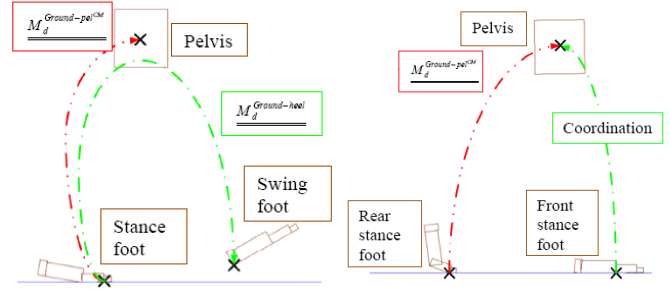 M_d^{Ground-pel^{CM}}
Pelvis
M_d^{Ground-heel}
Swing
foot
Stance
foot
Pelvis
M_d^{Ground-pel^{CM}}
Coordination
Rear
stance
foot
Front
stance
foot